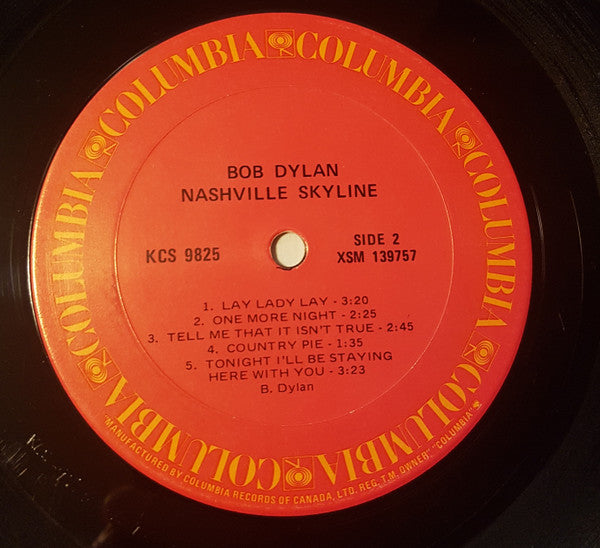 COLUMBIA COLUMBIA COLUMBIA COLUMBIA COLUMBIA COLUMBIA COLUMBIA COLUMBIA
BOB DYLAN
NASHVILLE SKYLINE
KCS 9825
SIDE 2
XSM 139757
1. LAY LADY LAY - 3:20
2. ONE MORE NIGHT - 2:25
3. TELL ME THAT IT ISN'T TRUE - 2:45
4. COUNTRY PIE - 1:35
5. TONIGHT I'LL BE STAYING
HERE WITH YOU - 3:23
B. Dylan
MANUFACTURED BY COLUMBIA RECORDS OF CANADA, LTD. REG. T.M. OWNER" "COLUMBIA"